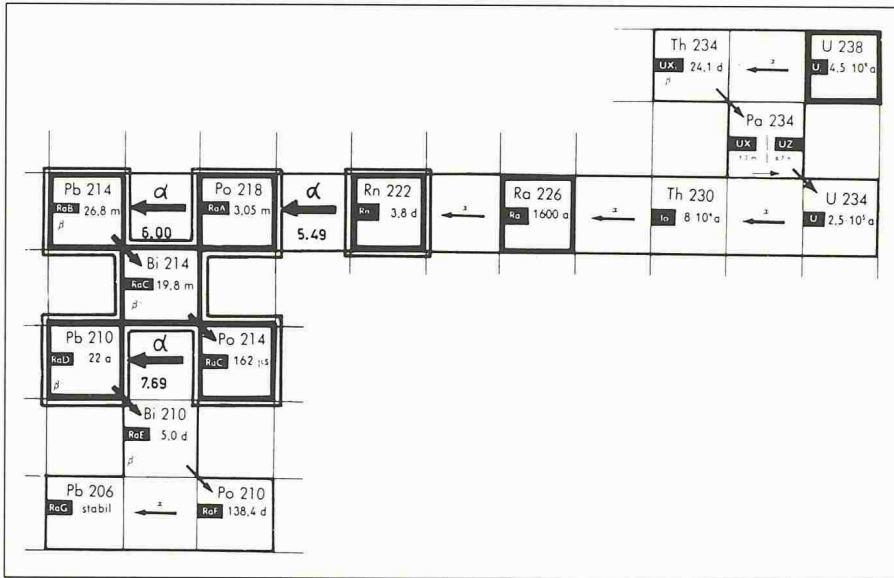 Th 234
UX₁ 24,1 d
β
α
U 238
U 4,5 10⁹a
Pa 234
UX UZ
Pb 214
RaB 26,8 m
β
α
6.00
Po 218
RaA 3,05 m
α
5.49
Rn 222
Rn 3,8 d
α
Ra 226
Ra 1600 a
α
Th 230
Io 8 10⁴a
α
U 234
U 2,5 10⁵a
Bi 214
RaC 19,8 m
β
Pb 210
RaD 22 a
β
α
7.69
Po 214
RaC 162 μs
Bi 210
RaE 5,0 d
β
Pb 206
RaG stabil
α
Po 210
RaF 138,4 d